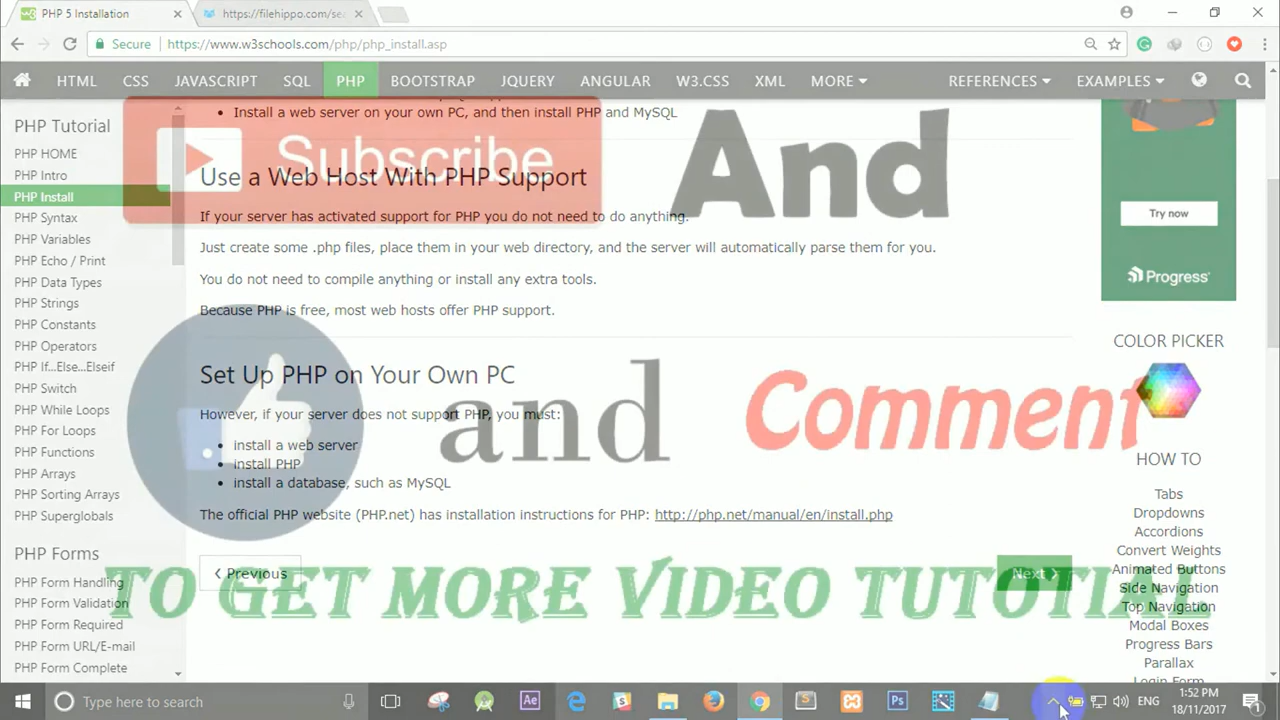 PHP 5 Installation
https://filehippo.com/se
Secure
https://www.w3schools.com/php/php_install.asp
HTML
CSS
JAVASCRIPT
SQL
PHP
BOOTSTRAP
JQUERY
ANGULAR
W3.CSS
XML
MORE
REFERENCES
EXAMPLES
PHP Tutorial
PHP HOME
PHP Intro
PHP Install
PHP Syntax
PHP Variables
PHP Echo / Print
PHP Data Types
PHP Strings
PHP Constants
PHP Operators
PHP If...Else...Elseif
PHP Switch
PHP While Loops
PHP For Loops
PHP Functions
PHP Arrays
PHP Sorting Arrays
PHP Superglobals
PHP Forms
PHP Form Handling
PHP Form Validation
PHP Form Required
PHP Form URL/E-mail
PHP Form Complete
Install a web server on your own PC, and then install PHP and MySQL
Subscribe
And
Use a Web Host With PHP Support
If your server has activated support for PHP you do not need to do anything.
Just create some .php files, place them in your web directory, and the server will automatically parse them for you.
You do not need to compile anything or install any extra tools.
Because PHP is free, most web hosts offer PHP support.
Set Up PHP on Your Own PC
However, if your server does not support PHP, you must:
and
Comment
install a web server
install PHP
install a database, such as MySQL
The official PHP website (PHP.net) has installation instructions for PHP: http://php.net/manual/en/install.php
Previous
Next
TO GET MORE VIDEO TUTOTIAL
Try now
Progress
COLOR PICKER
HOW TO
Tabs
Dropdowns
Accordions
Convert Weights
Animated Buttons
Side Navigation
Top Navigation
Modal Boxes
Progress Bars
Parallax
Login Form
Type here to search
Ae
Ps
ENG
1:52 PM
18/11/2017